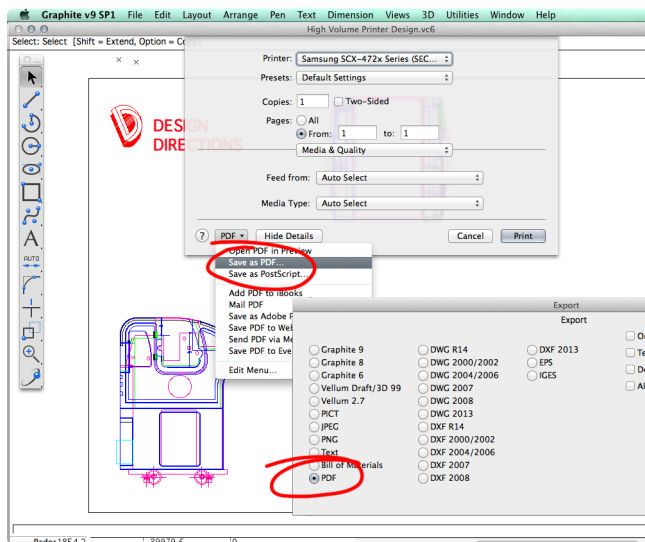 Graphite v9 SP1 File Edit Layout Arrange Pen Text Dimension Views 3D Utilities Window Help
High Volume Printer Design.vc6
Select: Select [Shift = Extend, Option =
DESIGN
DIRECTIONS
Printer: Samsung SCX-472x Series (SEC...
Presets: Default Settings
Copies: 1 Two-Sided
Pages: All
From: 1 to: 1
Media & Quality
Feed from: Auto Select
Media Type: Auto Select
? PDF Hide Details Cancel Print
Open PDF in Preview
Save as PDF...
Save as PostScript...
Add PDF to iBooks
Mail PDF
Save as Adobe
Save PDF to Web
Send PDF via
Save PDF to
Edit Menu...
A
AUTO
Export
Export
Graphite 9
Graphite 8
Graphite 6
Vellum Draft/3D 99
Vellum 2.7
PICT
JPEG
PNG
Text
Bill of Materials
PDF
DWG R14
DWG 2000/2002
DWG 2004/2006
DWG 2007
DWG 2008
DWG 2013
DXF R14
DXF 2000/2002
DXF 2004/2006
DXF 2007
DXF 2008
DXF 2013
EPS
IGES